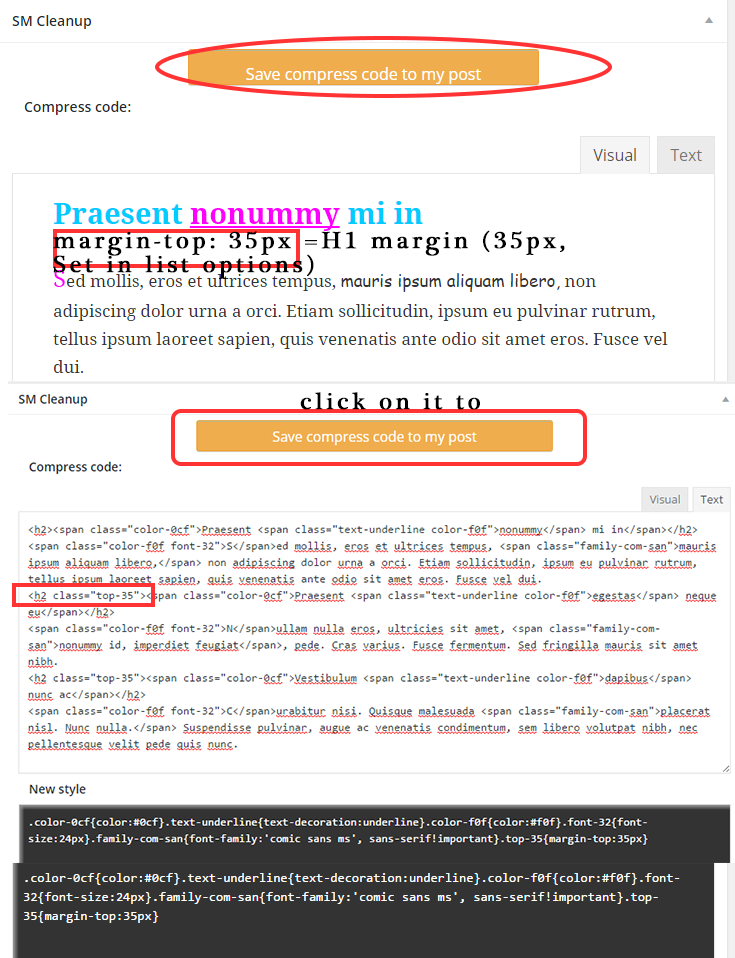 SM Cleanup
Save compress code to my post
Compress code:
Visual Text
Praesent nonummy mi in
margin-top: 35px =H1 margin (35px,
Set in list options)
Sed mollis, eros et ultrices tempus, mauris ipsum aliquam libero, non
adipiscing dolor urna a orci. Etiam sollicitudin, ipsum eu pulvinar rutrum,
tellus ipsum laoreet sapien, quis venenatis ante odio sit amet eros. Fusce vel
dui.
SM Cleanup
click on it to
Save compress code to my post
Compress code:
Visual Text
<h2><span class="color-0cf">Praesent <span class="text-underline color-f0f">nonummy</span> mi in</span></h2>
<span class="color-f0f font-32">S</span>ed mollis, eros et ultrices tempus, <span class="family-com-san">mauris
ipsum aliquam libero,</span> non adipiscing dolor urna a orci. Etiam sollicitudin, ipsum eu pulvinar rutrum,
tellus ipsum laoreet sapien, quis venenatis ante odio sit amet eros. Fusce vel dui.
<h2 class="top-35"><span class="color-0cf">Praesent <span class="text-underline color-f0f">egestas</span> neque
eu</span></h2>
<span class="color-f0f font-32">N</span>ullam nulla eros, ultricies sit amet, <span class="family-com-
san">nonummy id, imperdiet feugiat</span>, pede. Cras varius. Fusce fermentum. Sed fringilla mauris sit amet
nibh.
<h2 class="top-35"><span class="color-0cf">Vestibulum <span class="text-underline color-f0f">dapibus</span>
nunc ac</span></h2>
<span class="color-f0f font-32">C</span>urabitur nisi. Quisque malesuada <span class="family-com-san">placerat
nisl. Nunc nulla.</span> Suspendisse pulvinar, augue ac venenatis condimentum, sem libero volutpat nibh, nec
pellentesque velit pede quis nunc.
New style
.color-0cf{color:#0cf}.text-underline{text-decoration:underline}.color-f0f{color:#f0f}.font-32{font-
size:24px}.family-com-san{font-family:'comic sans ms', sans-serif!important}.top-35{margin-top:35px}
.color-0cf{color:#0cf}.text-underline{text-decoration:underline}.color-f0f{color:#f0f}.font-
32{font-size:24px}.family-com-san{font-family:'comic sans ms', sans-serif!important}.top-
35{margin-top:35px}